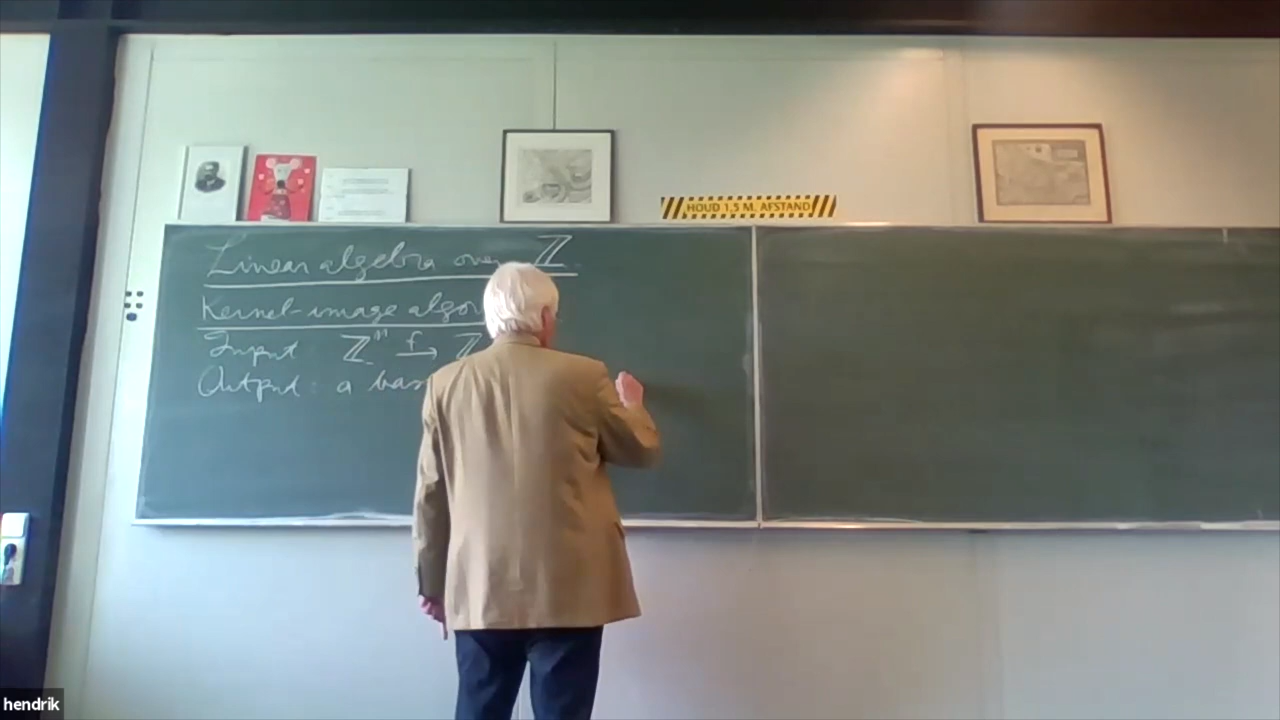 HOUD 1,5 M. AFSTAND
Linear algebra over ℤ
Kernel-image algo
Input ℤⁿ f→ ℤ
Output: a bas
hendrik